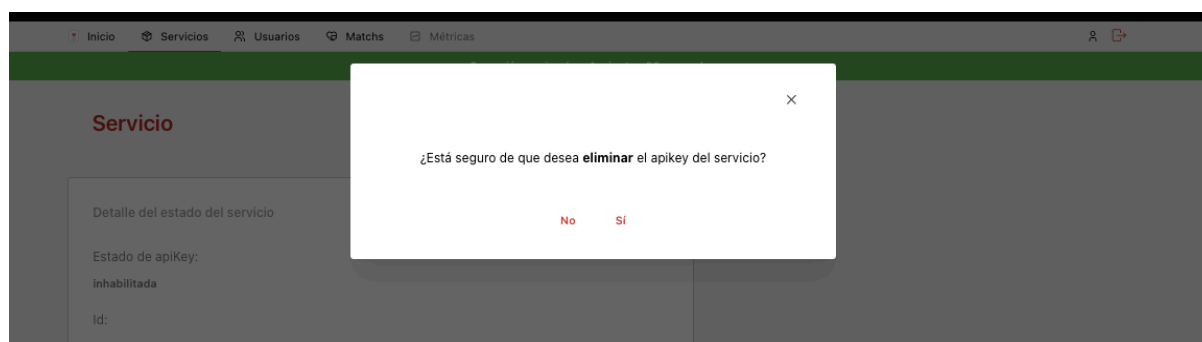 Inicio Servicios Usuarios Matchs Métricas
Servicio
¿Está seguro de que desea eliminar el apikey del servicio?
No Sí
Detalle del estado del servicio
Estado de apiKey:
inhabilitada
Id: